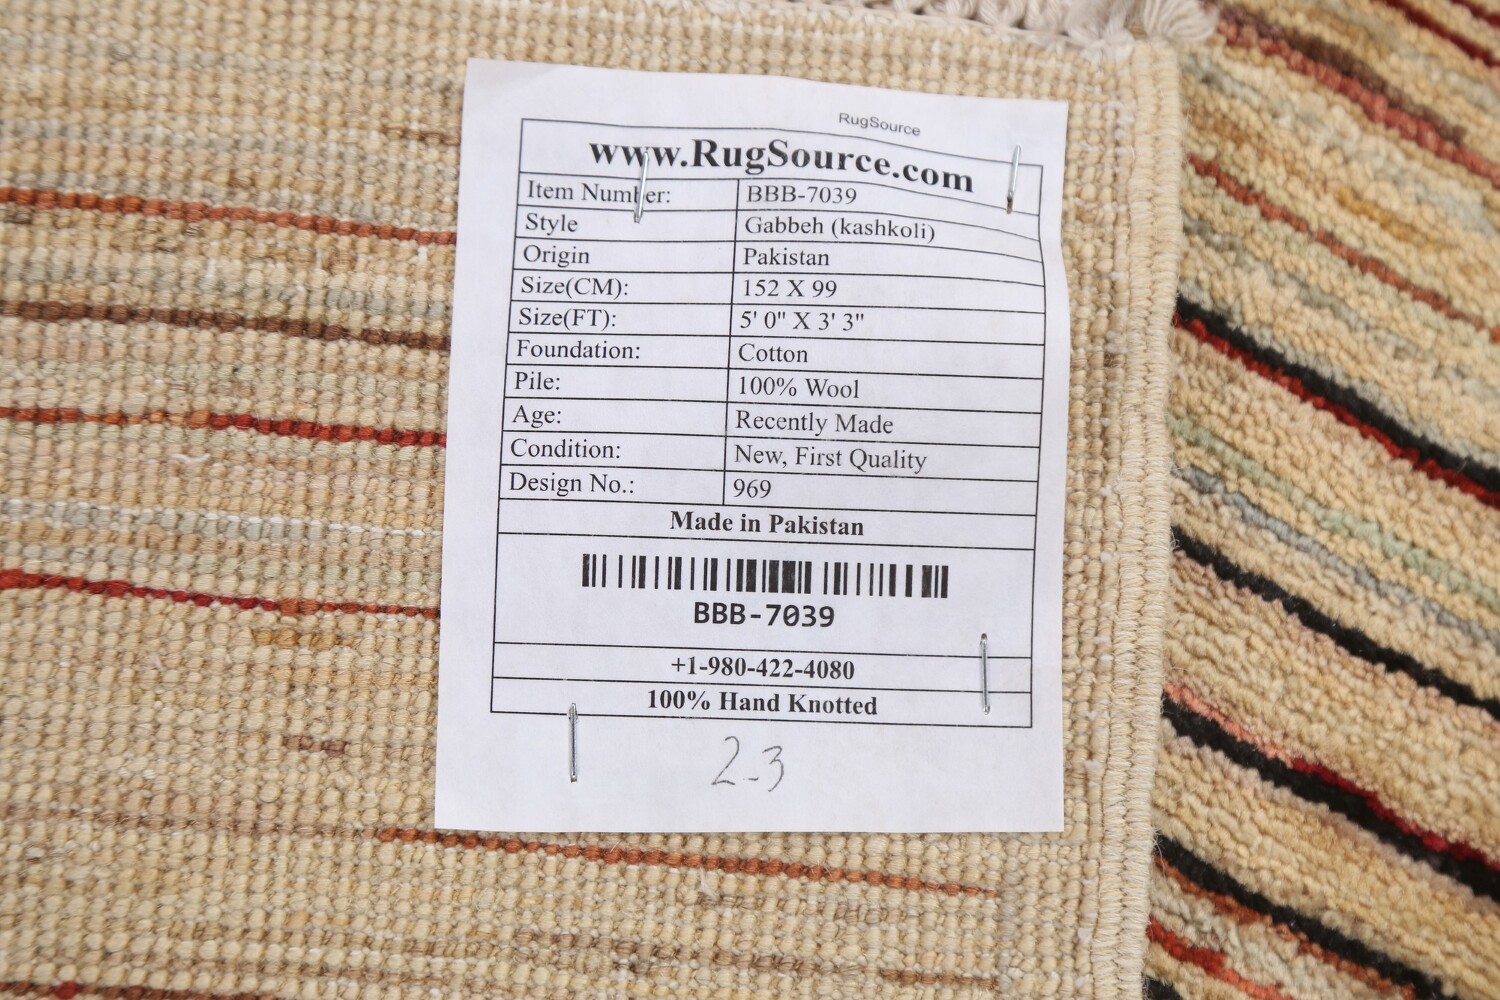 RugSource
www.RugSource.com
Item Number: BBB-7039
Style Gabbeh (kashkoli)
Origin Pakistan
Size(CM): 152 X 99
Size(FT): 5' 0" X 3' 3"
Foundation: Cotton
Pile: 100% Wool
Age: Recently Made
Condition: New, First Quality
Design No.: 969
Made in Pakistan
BBB-7039
+1-980-422-4080
100% Hand Knotted
2-3